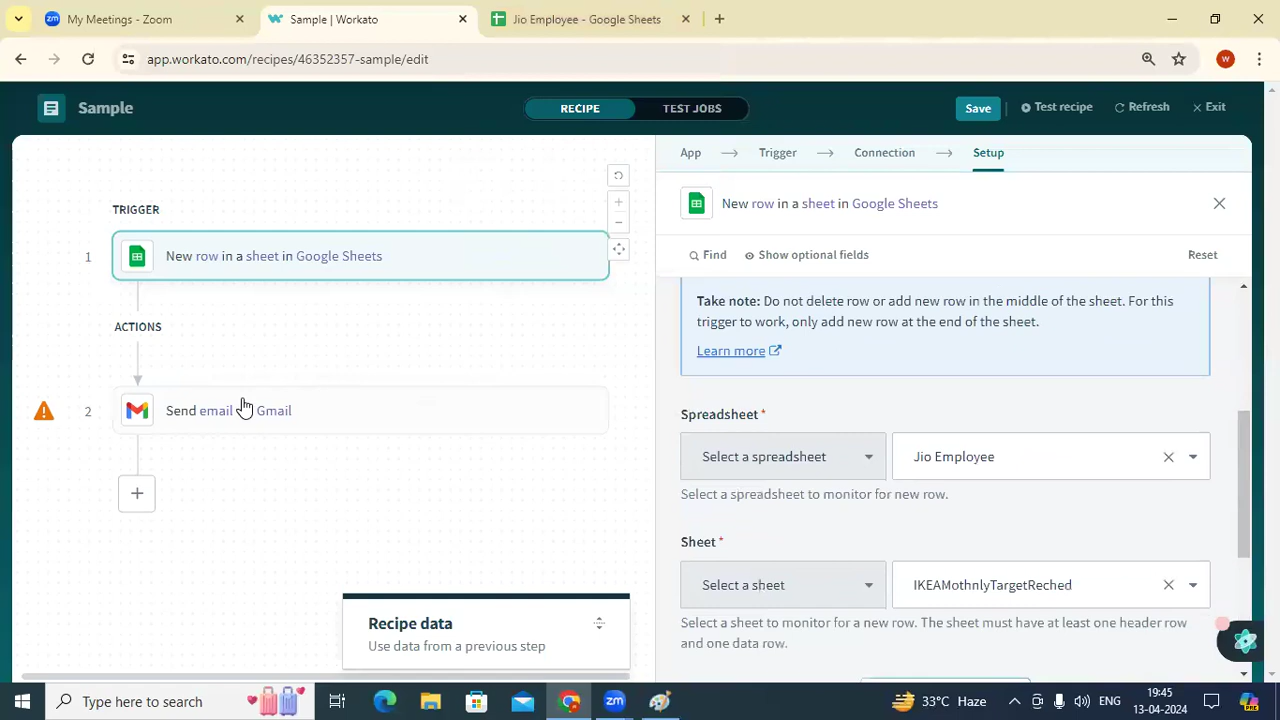 My Meetings - Zoom
Sample | Workato
Jio Employee - Google Sheets
app.workato.com/recipes/46352357-sample/edit
W
Sample
RECIPE
TEST JOBS
Save
Test recipe
Refresh
Exit
App
Trigger
Connection
Setup
TRIGGER
1
New row in a sheet in Google Sheets
New row in a sheet in Google Sheets
Find
Show optional fields
Reset
Take note: Do not delete row or add new row in the middle of the sheet. For this
trigger to work, only add new row at the end of the sheet.
Learn more
ACTIONS
2
Send email Gmail
Spreadsheet *
Select a spreadsheet
Jio Employee
Select a spreadsheet to monitor for new row.
Sheet *
Select a sheet
IKEAMothnlyTargetReched
Select a sheet to monitor for a new row. The sheet must have at least one header row
and one data row.
Recipe data
Use data from a previous step
Type here to search
33°C Haze
ENG
19:45
13-04-2024